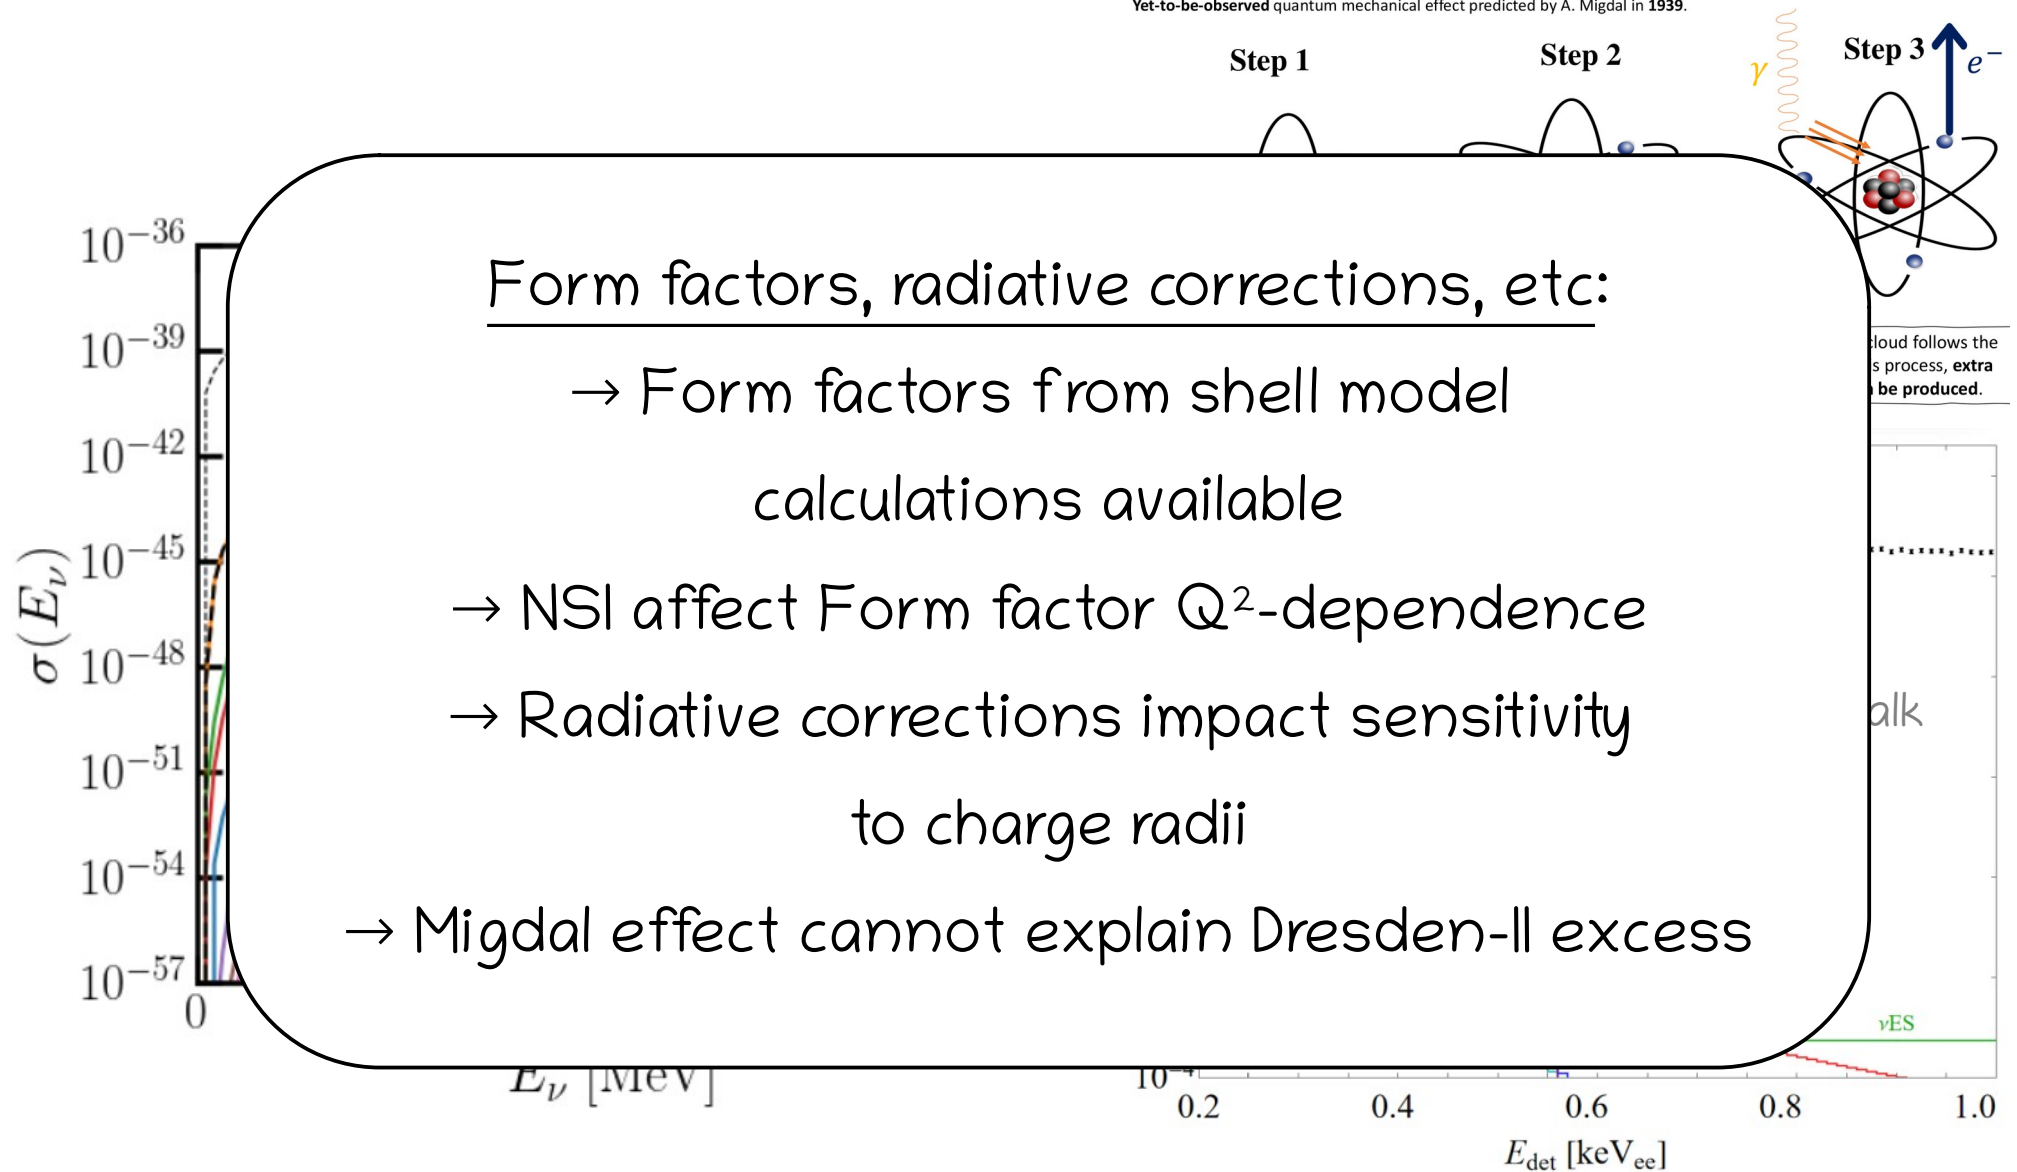 Yet-to-be-observed quantum mechanical effect predicted by A. Migdal in 1939.
Step 1
Step 2
Step 3
γ
e⁻
Form factors, radiative corrections, etc:
→ Form factors from shell model
calculations available
→ NSI affect Form factor Q²-dependence
→ Radiative corrections impact sensitivity
to charge radii
→ Migdal effect cannot explain Dresden-II excess
cloud follows the
s process, extra
be produced.
alk
σ(E_ν)
10⁻³⁶
10⁻³⁹
10⁻⁴²
10⁻⁴⁵
10⁻⁴⁸
10⁻⁵¹
10⁻⁵⁴
10⁻⁵⁷
0
E_ν [MeV]
νES
10⁻⁴
0.2 0.4 0.6 0.8 1.0
E_det [keV_ee]